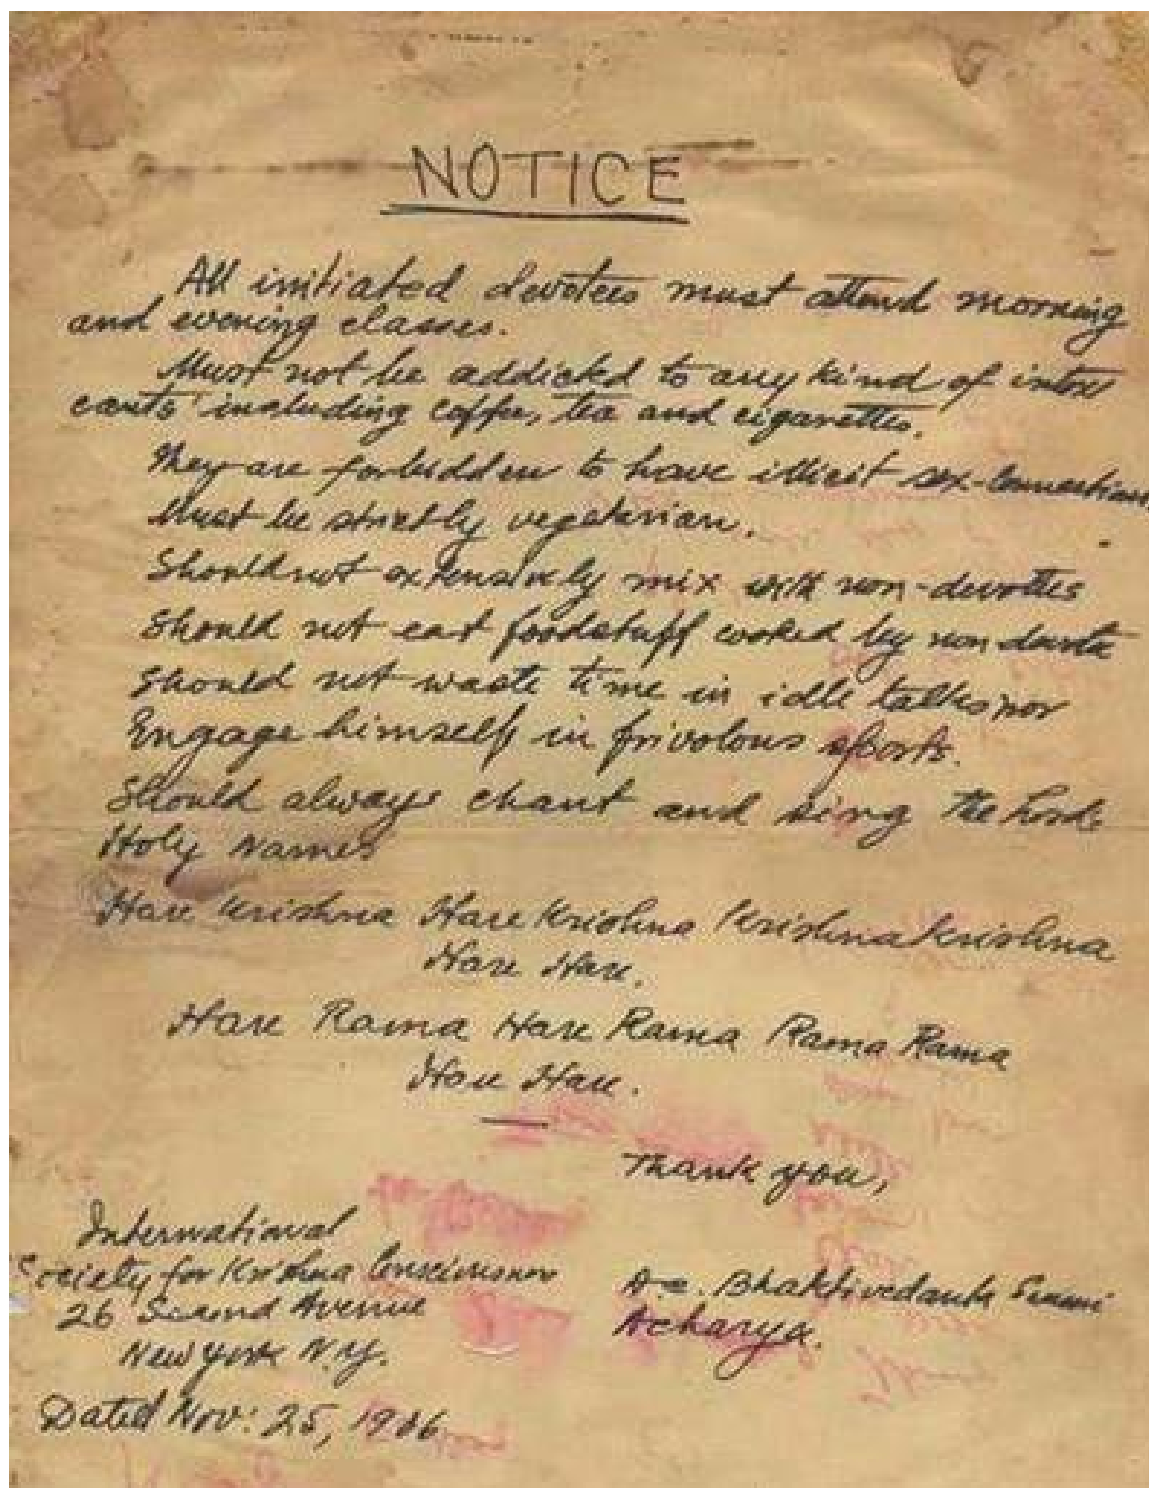 NOTICE
All initiated devotees must attend morning
and evening classes.
Must not be addicted to any kind of intoxi
cants including coffee, tea and cigarettes.
They are forbidden to have illicit sex-connections.
Must be strictly vegetarian.
Should not extensively mix with non-devotees
Should not eat foodstuff cooked by non devotee
Should not waste time in idle talks nor
Engage himself in frivolous sports.
Should always chant and sing the Lord's
Holy Names
Hare Krishna Hare Krishna Krishna Krishna
Hare Hare.
Hare Rama Hare Rama Rama Rama
Hare Hare.
Thank you,
International
Society for Krishna Consciousness
26 Second Avenue
New York N.Y.
Dated Nov: 25, 1966
A.C. Bhaktivedanta Swami
Acharya.